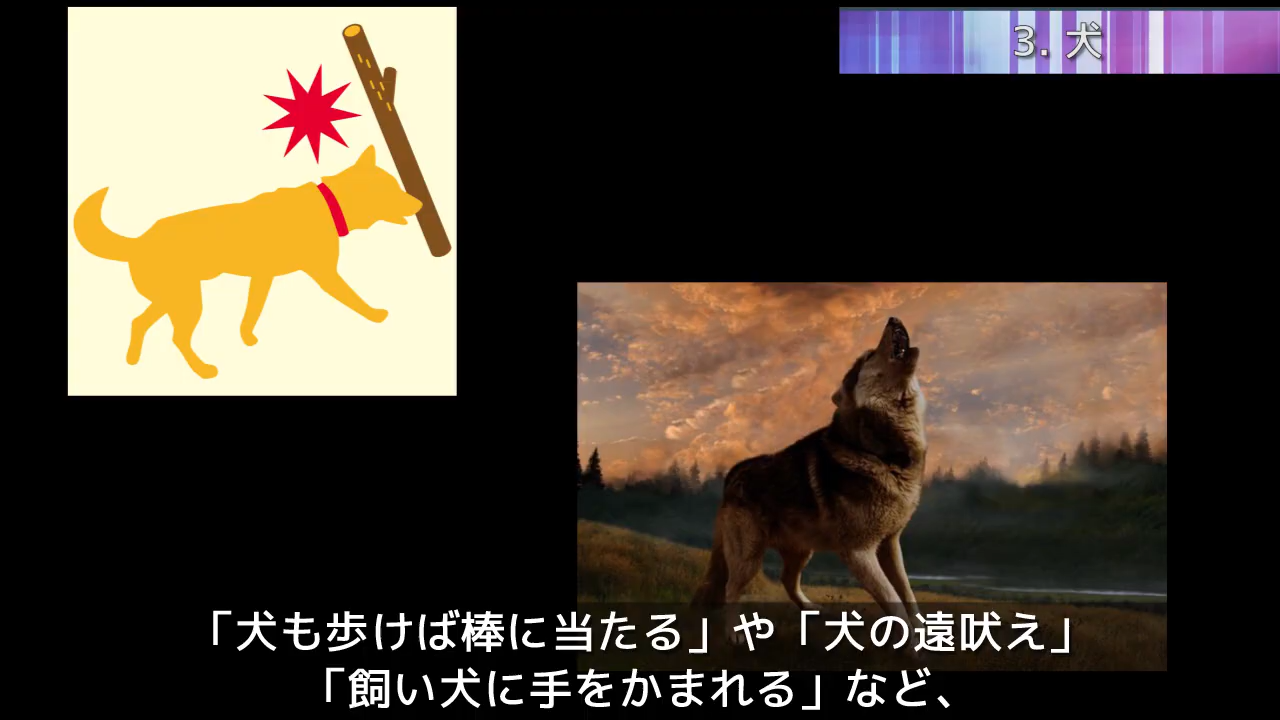 3. 犬
「犬も歩けば棒に当たる」や「犬の遠吠え」
「飼い犬に手をかまれる」など、